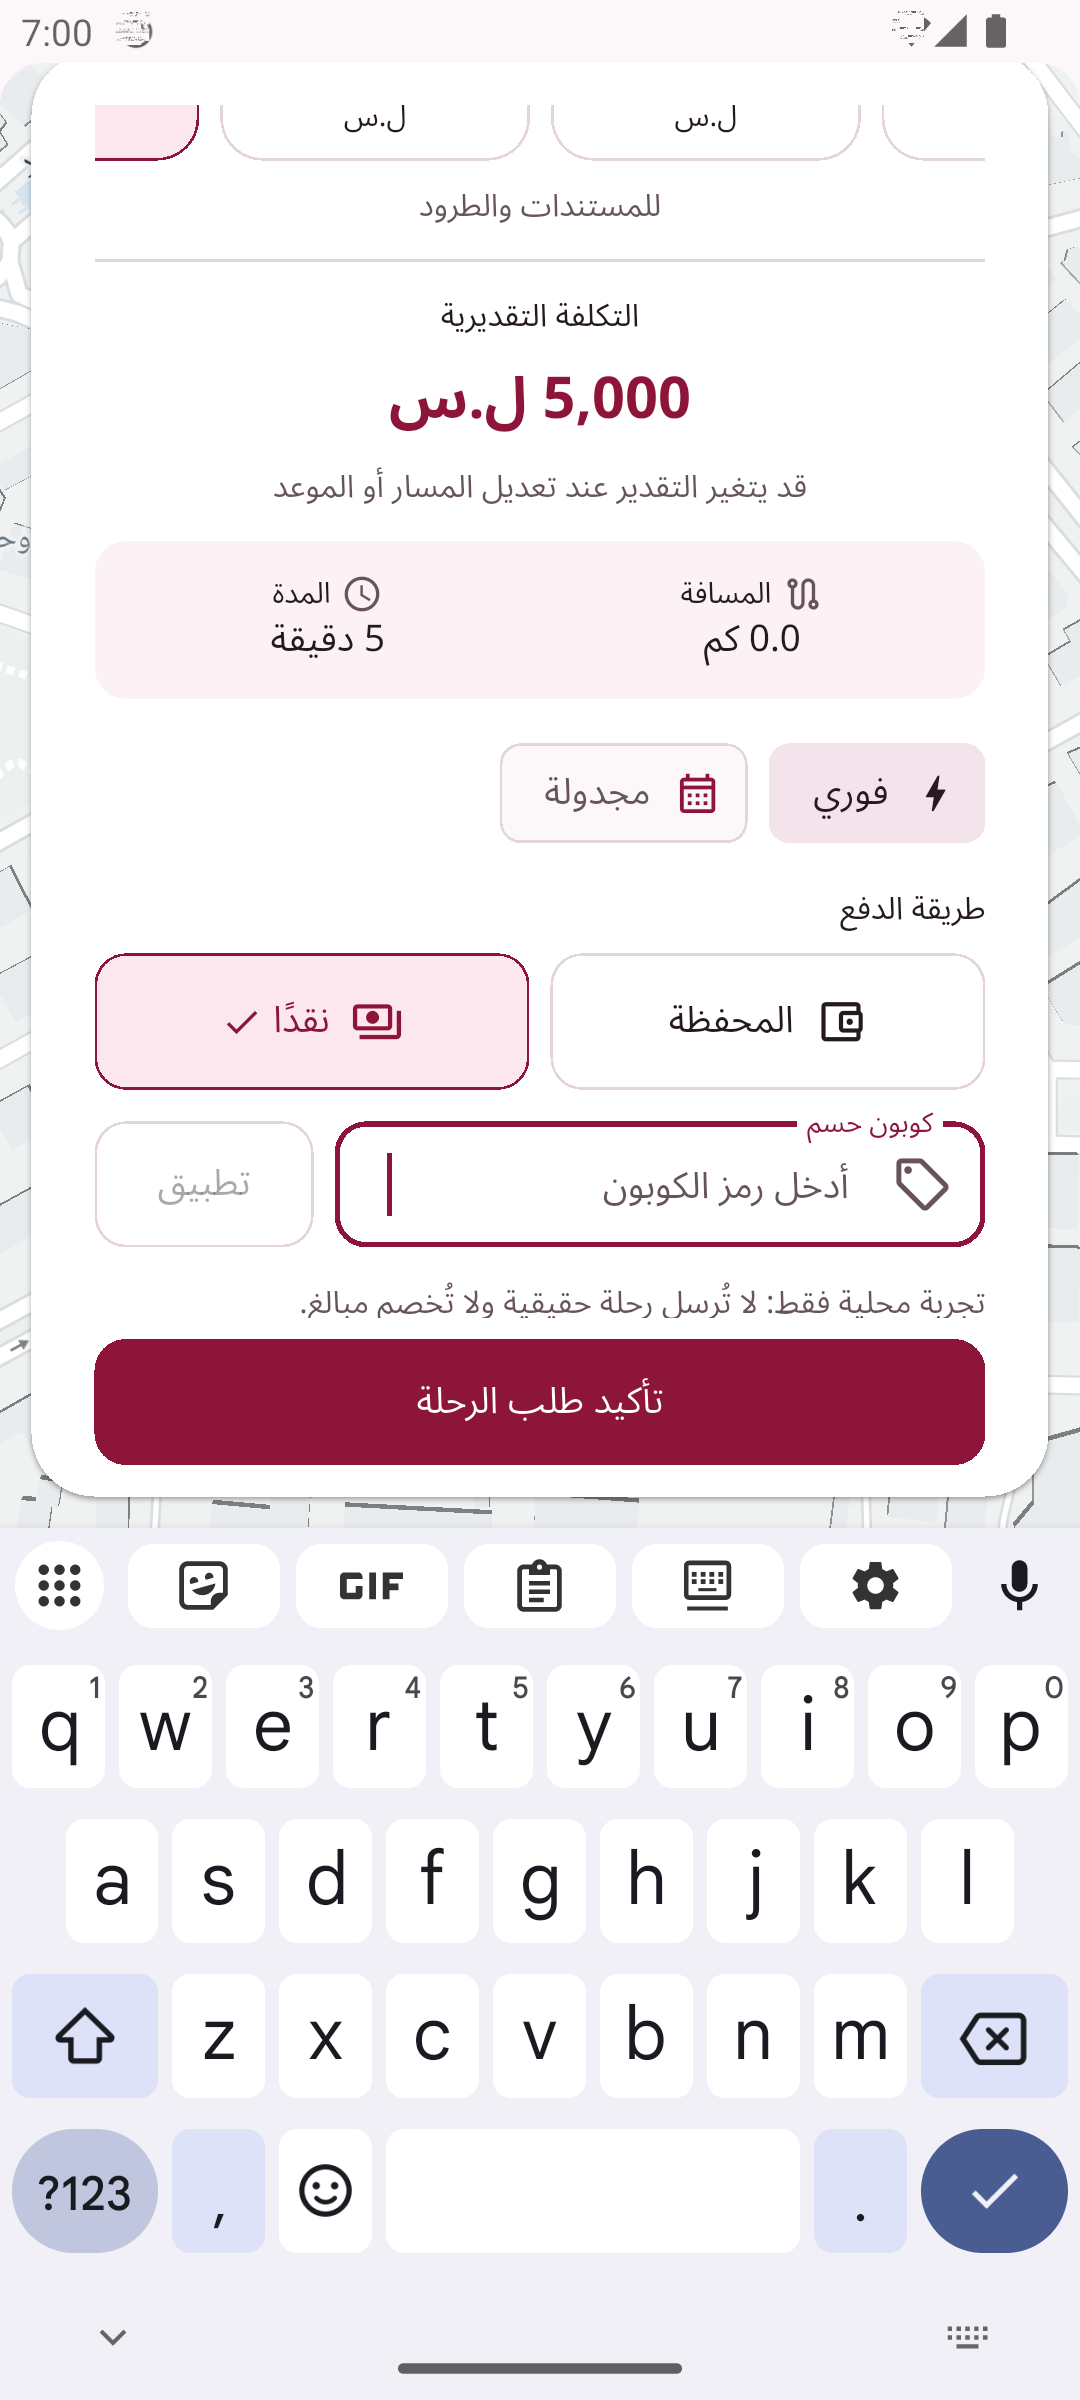 7:00
ل.س
ل.س
للمستندات والطرود
التكلفة التقديرية
5,000 ل.س
قد يتغير التقدير عند تعديل المسار أو الموعد
المسافة
0.0 كم
المدة
5 دقيقة
فوري
مجدولة
طريقة الدفع
المحفظة
نقدًا
كوبون حسم
أدخل رمز الكوبون
تطبيق
تجربة محلية فقط: لا تُرسل رحلة حقيقية ولا تُخصم مبالغ.
تأكيد طلب الرحلة
GIF
q 1 w 2 e 3 r 4 t 5 y 6 u 7 i 8 o 9 p 0
a s d f g h j k l
z x c v b n m
?123 , .